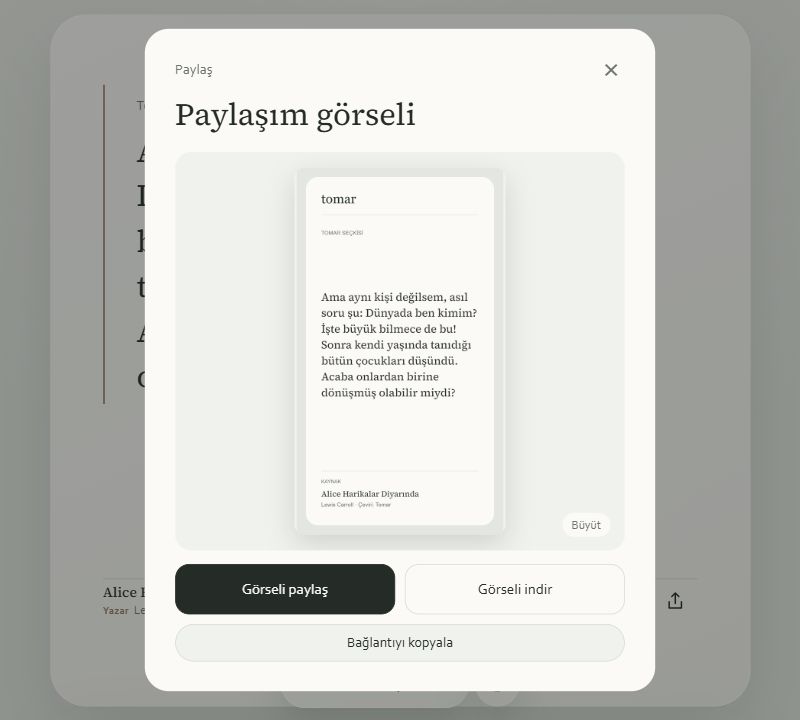 Paylaş
Paylaşım görseli
tomar
TOMAR SEÇKİSİ
Ama aynı kişi değilsem, asıl
soru şu: Dünyada ben kimim?
İşte büyük bilmece de bu!
Sonra kendi yaşında tanıdığı
bütün çocukları düşündü.
Acaba onlardan birine
dönüşmüş olabilir miydi?
KAYNAK
Alice Harikalar Diyarında
Lewis Carroll · Çeviri: Tomar
Büyüt
Görseli paylaş
Görseli indir
Bağlantıyı kopyala
Alice
Yazar